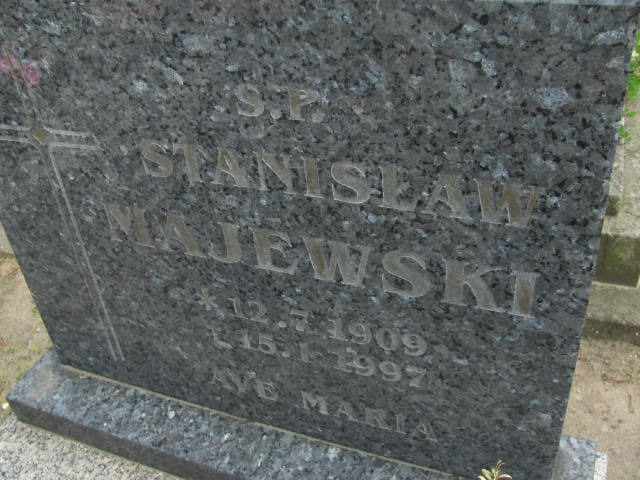 S.P.
STANISŁAW
MAJEWSKI
* 12.7.1909
† 15.1.1997
AVE MARIA